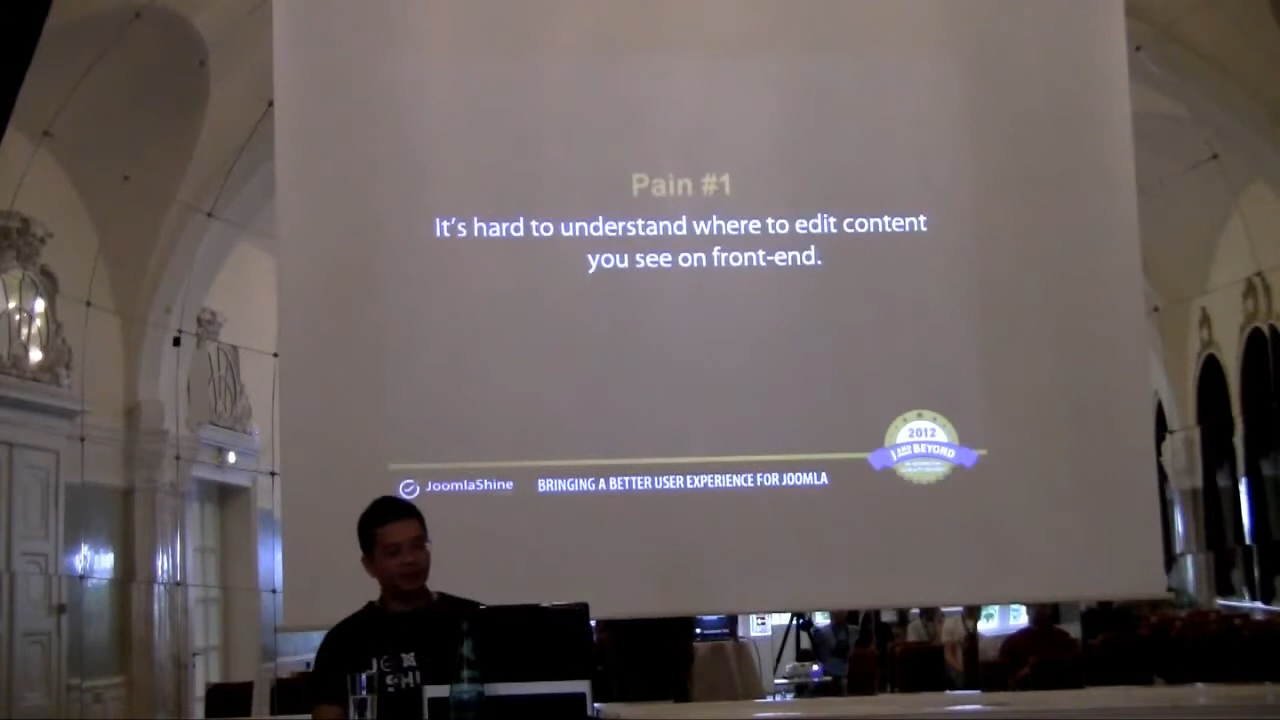 Pain #1
It's hard to understand where to edit content
you see on front-end.
2012
J AND BEYOND
JoomlaShine
BRINGING A BETTER USER EXPERIENCE FOR JOOMLA